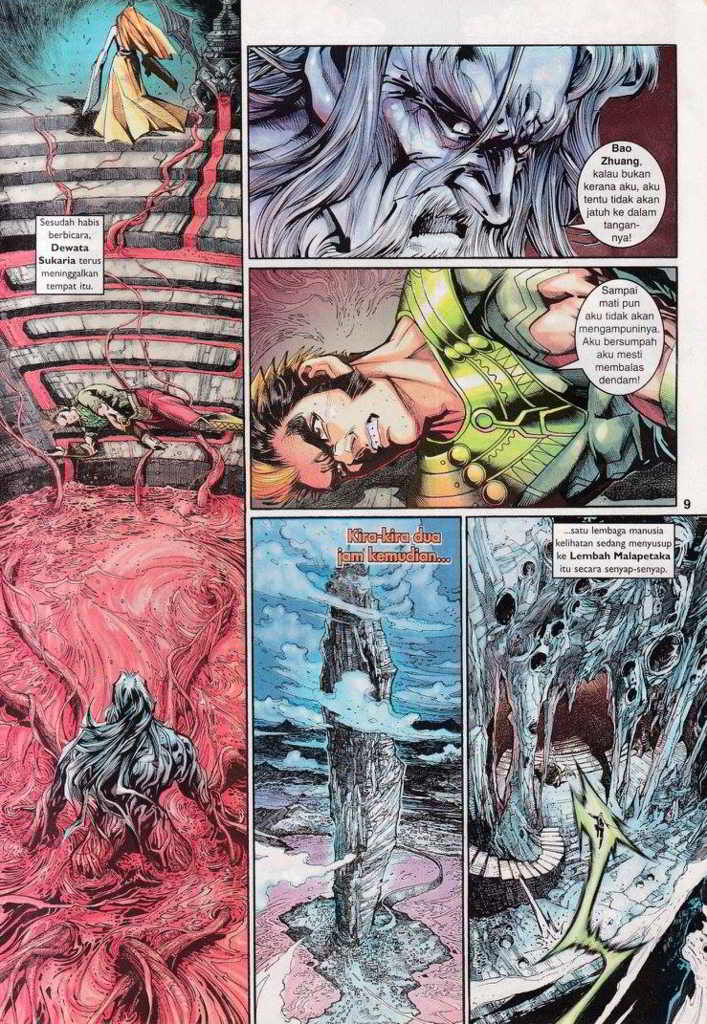 Sesudah habis
berbicara,
Dewata
Sukaria terus
meninggalkan
tempat itu.
Bao
Zhuang,
kalau bukan
kerana aku, aku
tentu tidak akan
jatuh ke dalam
tangan-
nya!
Sampai
mati pun
aku tidak akan
mengampuninya.
Aku bersumpah
aku mesti
membalas
dendam!
9
Kira-kira dua
jam kemudian...
...satu lembaga manusia
kelihatan sedang menyusup
ke Lembah Malapetaka
itu secara senyap-senyap.